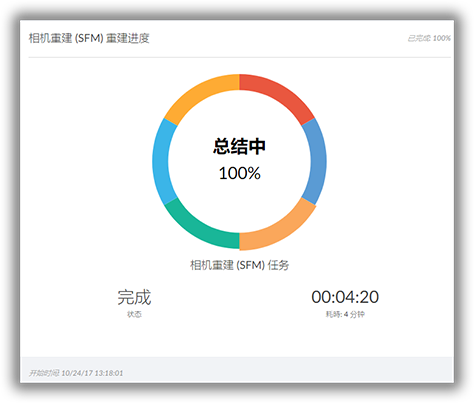 相机重建 (SFM) 重建进度
已完成: 100%
总结中
100%
相机重建 (SFM) 任务
完成
状态
00:04:20
耗時: 4 分钟
开始时间 10/24/17 13:18:01